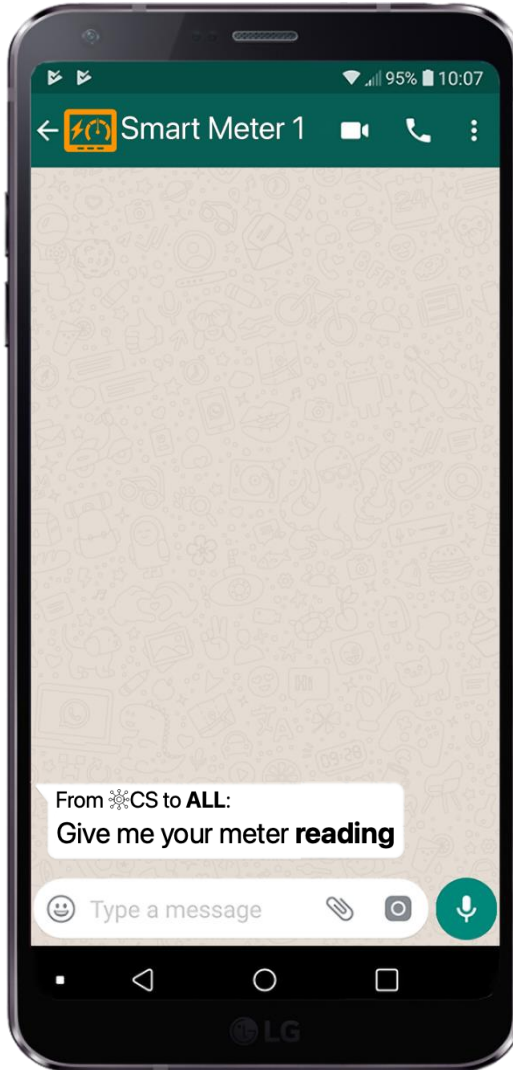 95% 10:07
Smart Meter 1
From CS to ALL:
Give me your meter reading
Type a message
LG